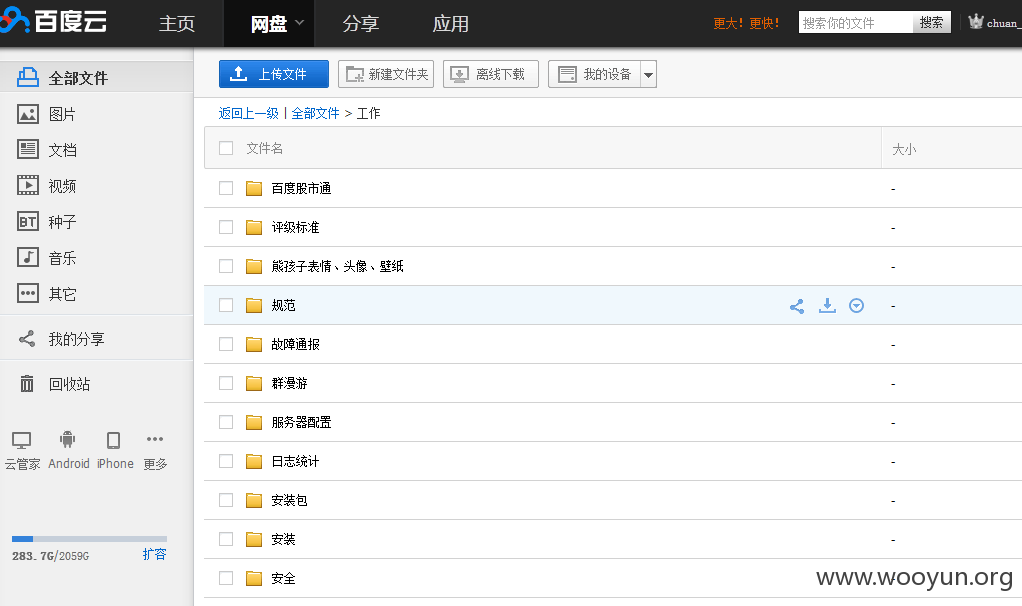 百度云 主页 网盘 分享 应用 更大！更快！ 搜索你的文件 搜索 chuan_
全部文件
图片
文档
视频
BT 种子
音乐
其它
我的分享
回收站
云管家 Android iPhone 更多
283.7G/2059G 扩容
上传文件 新建文件夹 离线下载 我的设备
返回上一级 | 全部文件 > 工作
文件名 大小
百度股市通 -
评级标准 -
熊孩子表情、头像、壁纸 -
规范 -
故障通报 -
群漫游 -
服务器配置 -
日志统计 -
安装包 -
安装 -
安全 -
www.wooyun.org